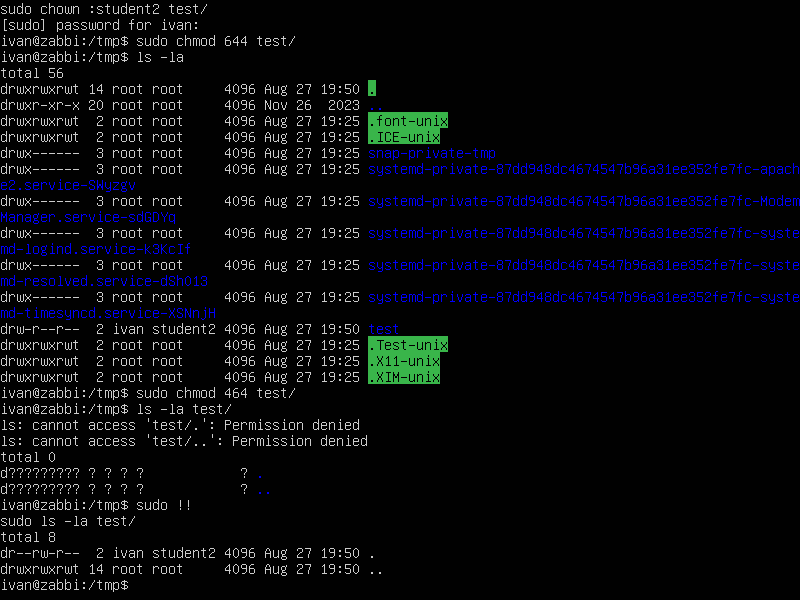 sudo chown :student2 test/
[sudo] password for ivan:
ivan@zabbi:/tmp$ sudo chmod 644 test/
ivan@zabbi:/tmp$ ls -la
total 56
drwxrwxrwt 14 root root     4096 Aug 27 19:50 .
drwxr-xr-x 20 root root     4096 Nov 26  2023 ..
drwxrwxrwt  2 root root     4096 Aug 27 19:25 .font-unix
drwxrwxrwt  2 root root     4096 Aug 27 19:25 .ICE-unix
drwx------  3 root root     4096 Aug 27 19:25 snap-private-tmp
drwx------  3 root root     4096 Aug 27 19:25 systemd-private-87dd948dc4674547b96a31ee352fe7fc-apach
e2.service-SWyzgv
drwx------  3 root root     4096 Aug 27 19:25 systemd-private-87dd948dc4674547b96a31ee352fe7fc-Modem
Manager.service-sdGDYq
drwx------  3 root root     4096 Aug 27 19:25 systemd-private-87dd948dc4674547b96a31ee352fe7fc-syste
md-logind.service-k3KcIf
drwx------  3 root root     4096 Aug 27 19:25 systemd-private-87dd948dc4674547b96a31ee352fe7fc-syste
md-resolved.service-dShO13
drwx------  3 root root     4096 Aug 27 19:25 systemd-private-87dd948dc4674547b96a31ee352fe7fc-syste
md-timesyncd.service-XSNnjH
drw-r--r--  2 ivan student2 4096 Aug 27 19:50 test
drwxrwxrwt  2 root root     4096 Aug 27 19:25 .Test-unix
drwxrwxrwt  2 root root     4096 Aug 27 19:25 .X11-unix
drwxrwxrwt  2 root root     4096 Aug 27 19:25 .XIM-unix
ivan@zabbi:/tmp$ sudo chmod 464 test/
ivan@zabbi:/tmp$ ls -la test/
ls: cannot access 'test/.': Permission denied
ls: cannot access 'test/..': Permission denied
total 0
d????????? ? ? ? ?            ? .
d????????? ? ? ? ?            ? ..
ivan@zabbi:/tmp$ sudo !!
sudo ls -la test/
total 8
dr--rw-r--  2 ivan student2 4096 Aug 27 19:50 .
drwxrwxrwt 14 root root     4096 Aug 27 19:50 ..
ivan@zabbi:/tmp$